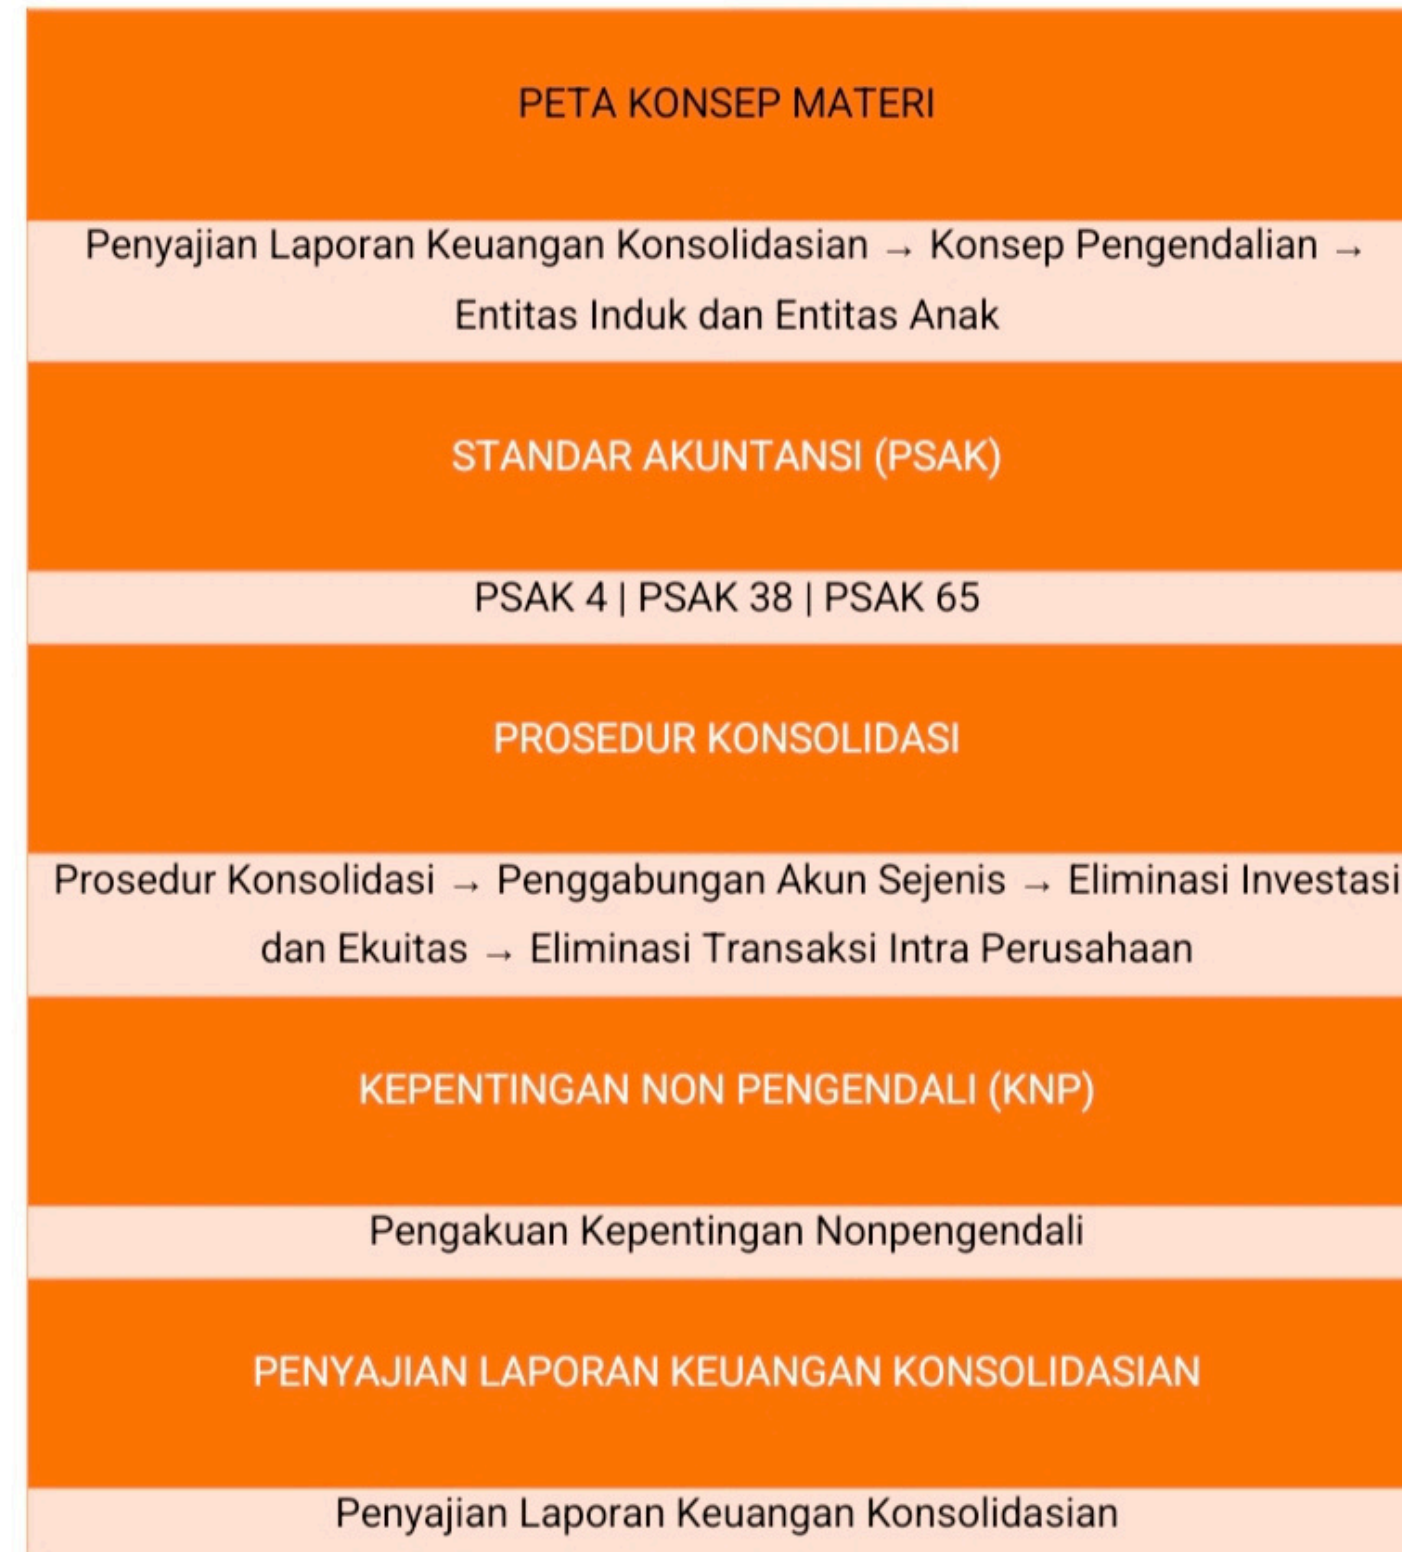 PETA KONSEP MATERI
Penyajian Laporan Keuangan Konsolidasian → Konsep Pengendalian →
Entitas Induk dan Entitas Anak
STANDAR AKUNTANSI (PSAK)
PSAK 4 | PSAK 38 | PSAK 65
PROSEDUR KONSOLIDASI
Prosedur Konsolidasi → Penggabungan Akun Sejenis → Eliminasi Investasi
dan Ekuitas → Eliminasi Transaksi Intra Perusahaan
KEPENTINGAN NON PENGENDALI (KNP)
Pengakuan Kepentingan Nonpengendali
PENYAJIAN LAPORAN KEUANGAN KONSOLIDASIAN
Penyajian Laporan Keuangan Konsolidasian